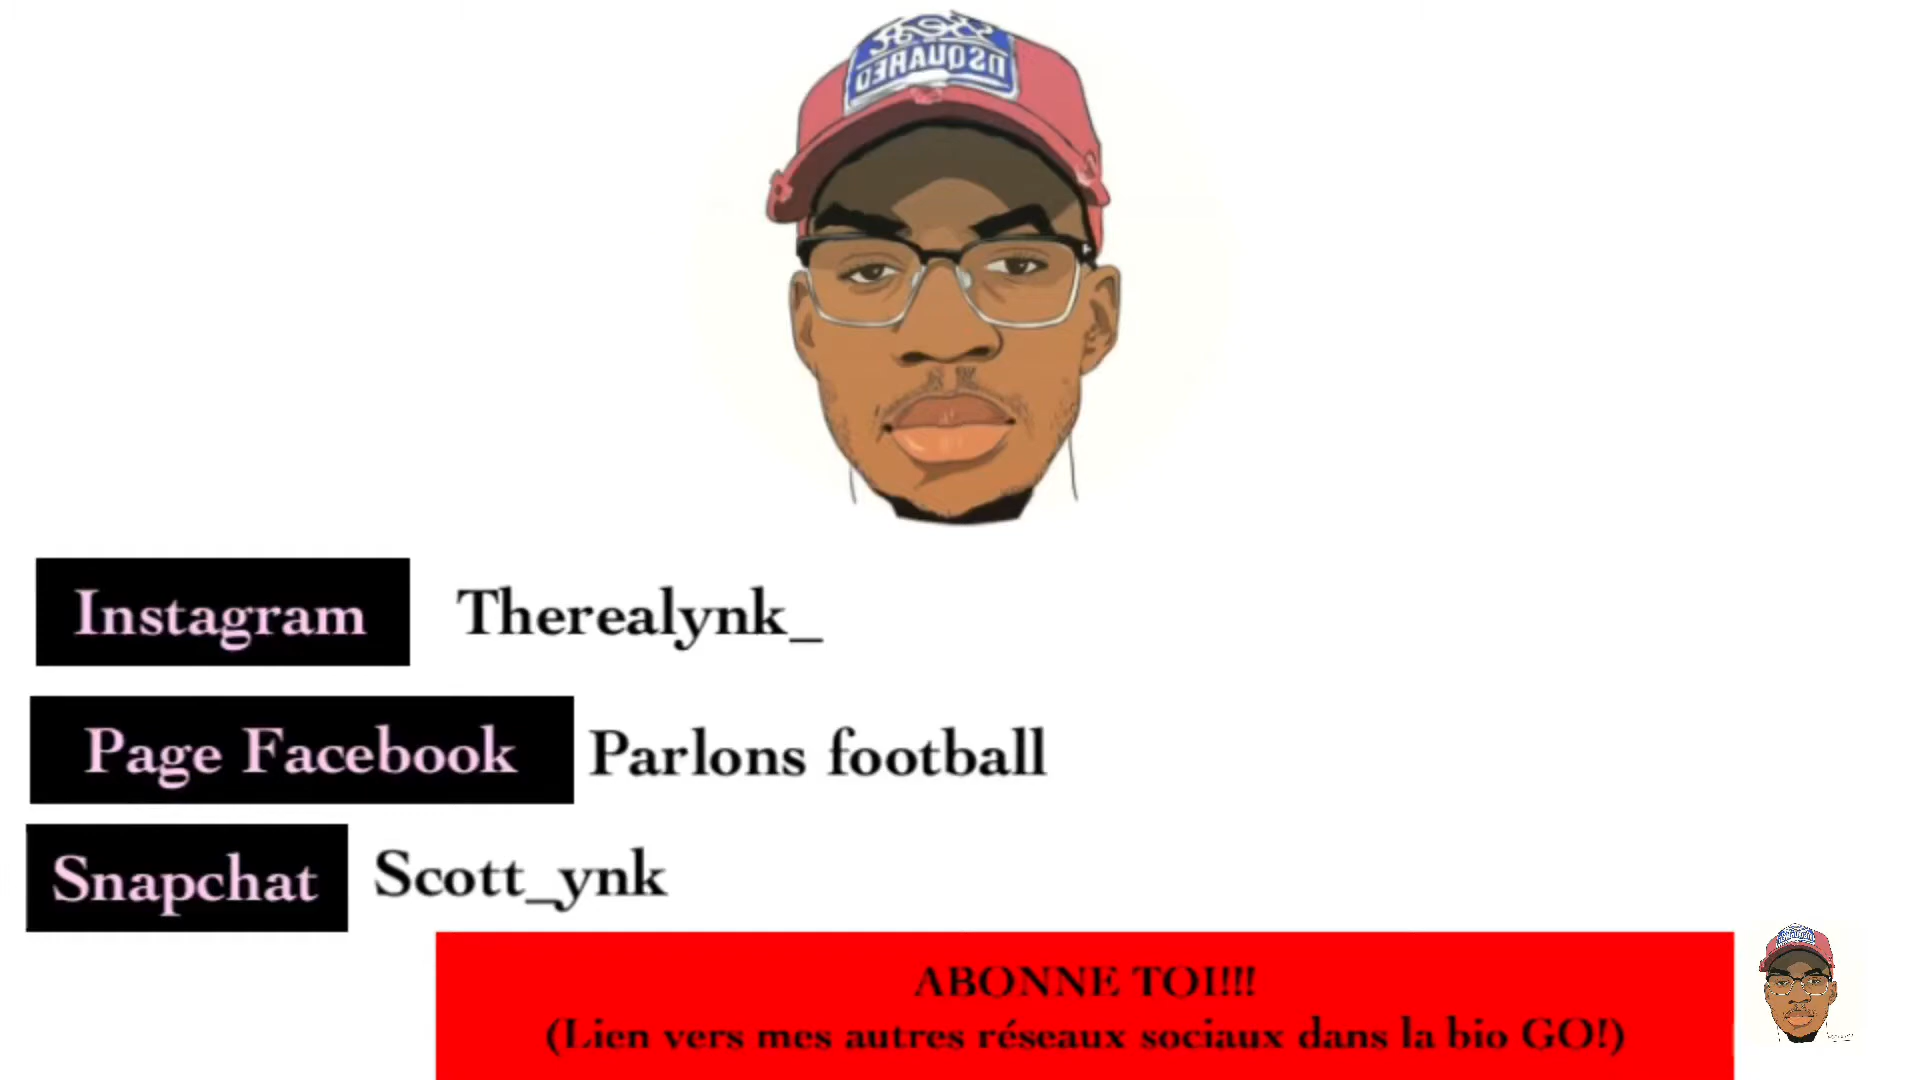 DSQUARED
Instagram Therealynk_
Page Facebook Parlons football
Snapchat Scott_ynk
ABONNE TOI!!!
(Lien vers mes autres réseaux sociaux dans la bio GO!)